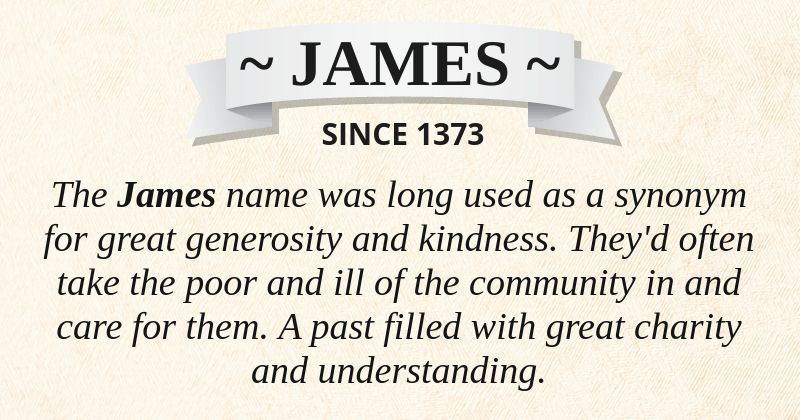 ~ JAMES ~
SINCE 1373
The James name was long used as a synonym
for great generosity and kindness. They'd often
take the poor and ill of the community in and
care for them. A past filled with great charity
and understanding.